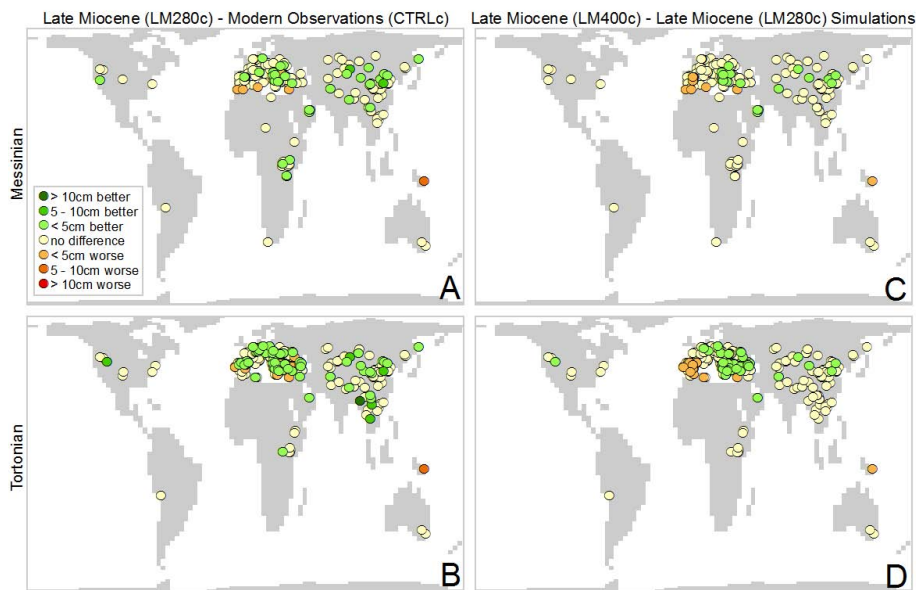 Late Miocene (LM280c) - Modern Observations (CTRLc)
Late Miocene (LM400c) - Late Miocene (LM280c) Simulations
Messinian
> 10cm better
5 - 10cm better
< 5cm better
no difference
< 5cm worse
5 - 10cm worse
> 10cm worse
A
C
Tortonian
B
D